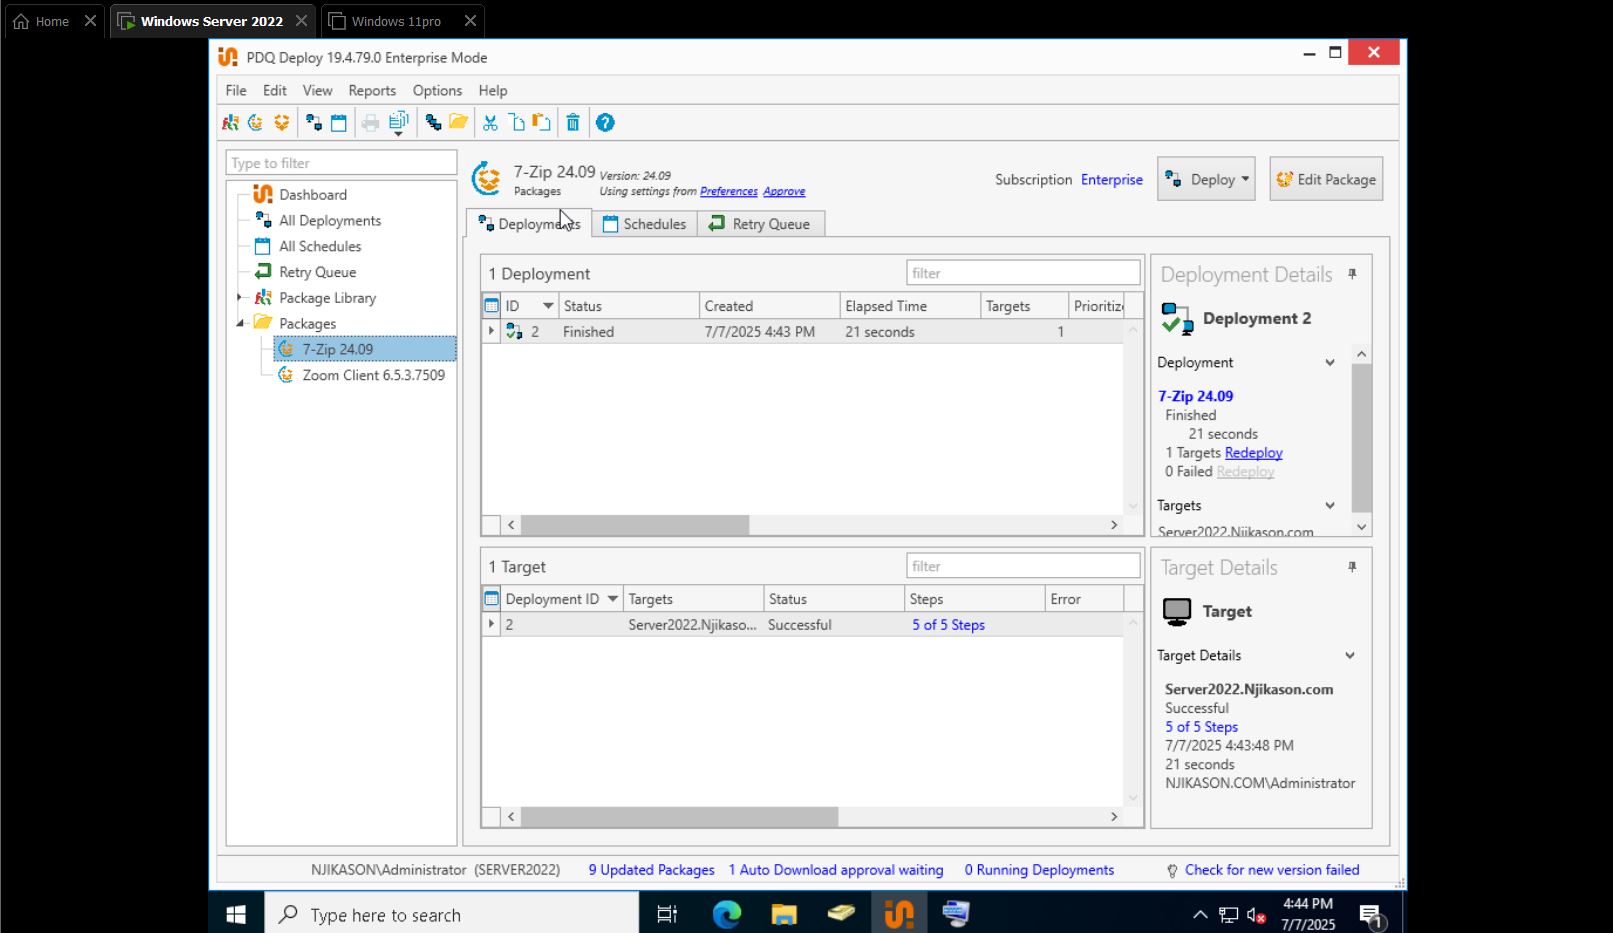 Home
Windows Server 2022
Windows 11pro
PDQ Deploy 19.4.79.0 Enterprise Mode
File Edit View Reports Options Help
Type to filter
Dashboard
All Deployments
All Schedules
Retry Queue
Package Library
Packages
7-Zip 24.09
Zoom Client 6.5.3.7509
7-Zip 24.09 Version: 24.09
Packages Using settings from Preferences Approve
Subscription Enterprise
Deploy
Edit Package
Deployments Schedules Retry Queue
1 Deployment filter
ID Status Created Elapsed Time Targets Prioritize
2 Finished 7/7/2025 4:43 PM 21 seconds 1
Deployment Details
Deployment 2
Deployment
7-Zip 24.09
Finished
21 seconds
1 Targets Redeploy
0 Failed Redeploy
Targets
Server2022.Njikason.com
1 Target filter
Deployment ID Targets Status Steps Error
2 Server2022.Njikaso... Successful 5 of 5 Steps
Target Details
Target
Target Details
Server2022.Njikason.com
Successful
5 of 5 Steps
7/7/2025 4:43:48 PM
21 seconds
NJIKASON.COM\Administrator
NJIKASON\Administrator (SERVER2022) 9 Updated Packages 1 Auto Download approval waiting 0 Running Deployments Check for new version failed
Type here to search
4:44 PM
7/7/2025
1